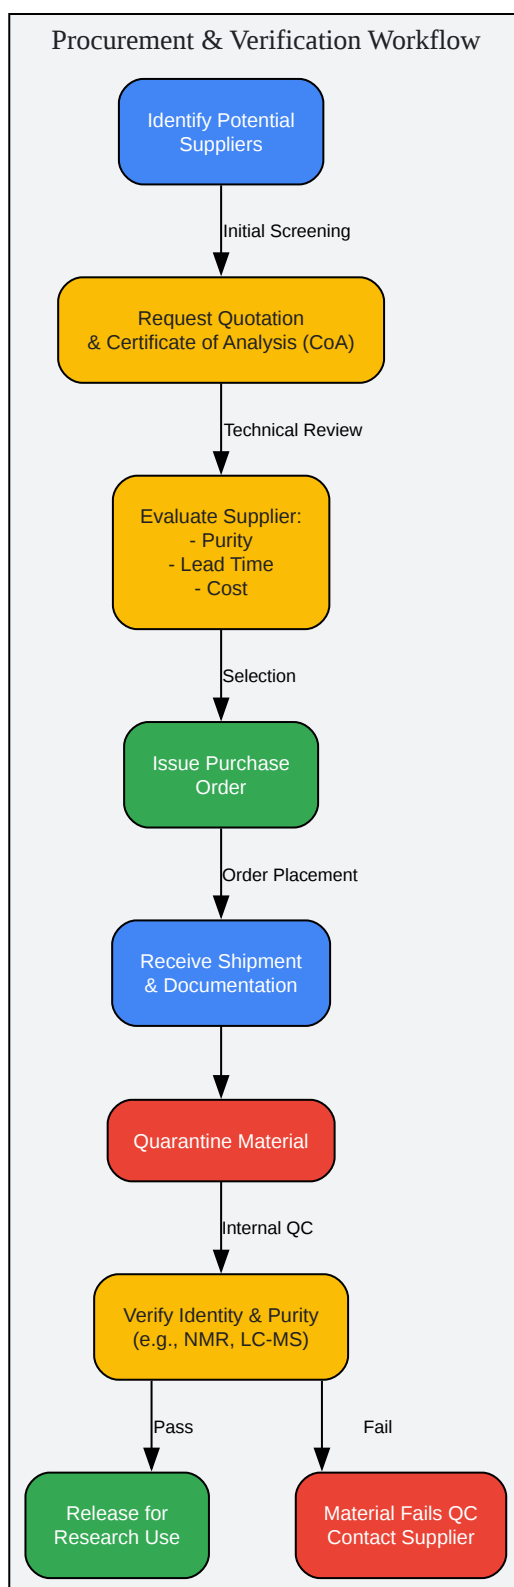 Procurement & Verification Workflow
Identify Potential
Suppliers
Initial Screening
Request Quotation
& Certificate of Analysis (CoA)
Technical Review
Evaluate Supplier:
- Purity
- Lead Time
- Cost
Selection
Issue Purchase
Order
Order Placement
Receive Shipment
& Documentation
Quarantine Material
Internal QC
Verify Identity & Purity
(e.g., NMR, LC-MS)
Pass
Fail
Release for
Research Use
Material Fails QC
Contact Supplier